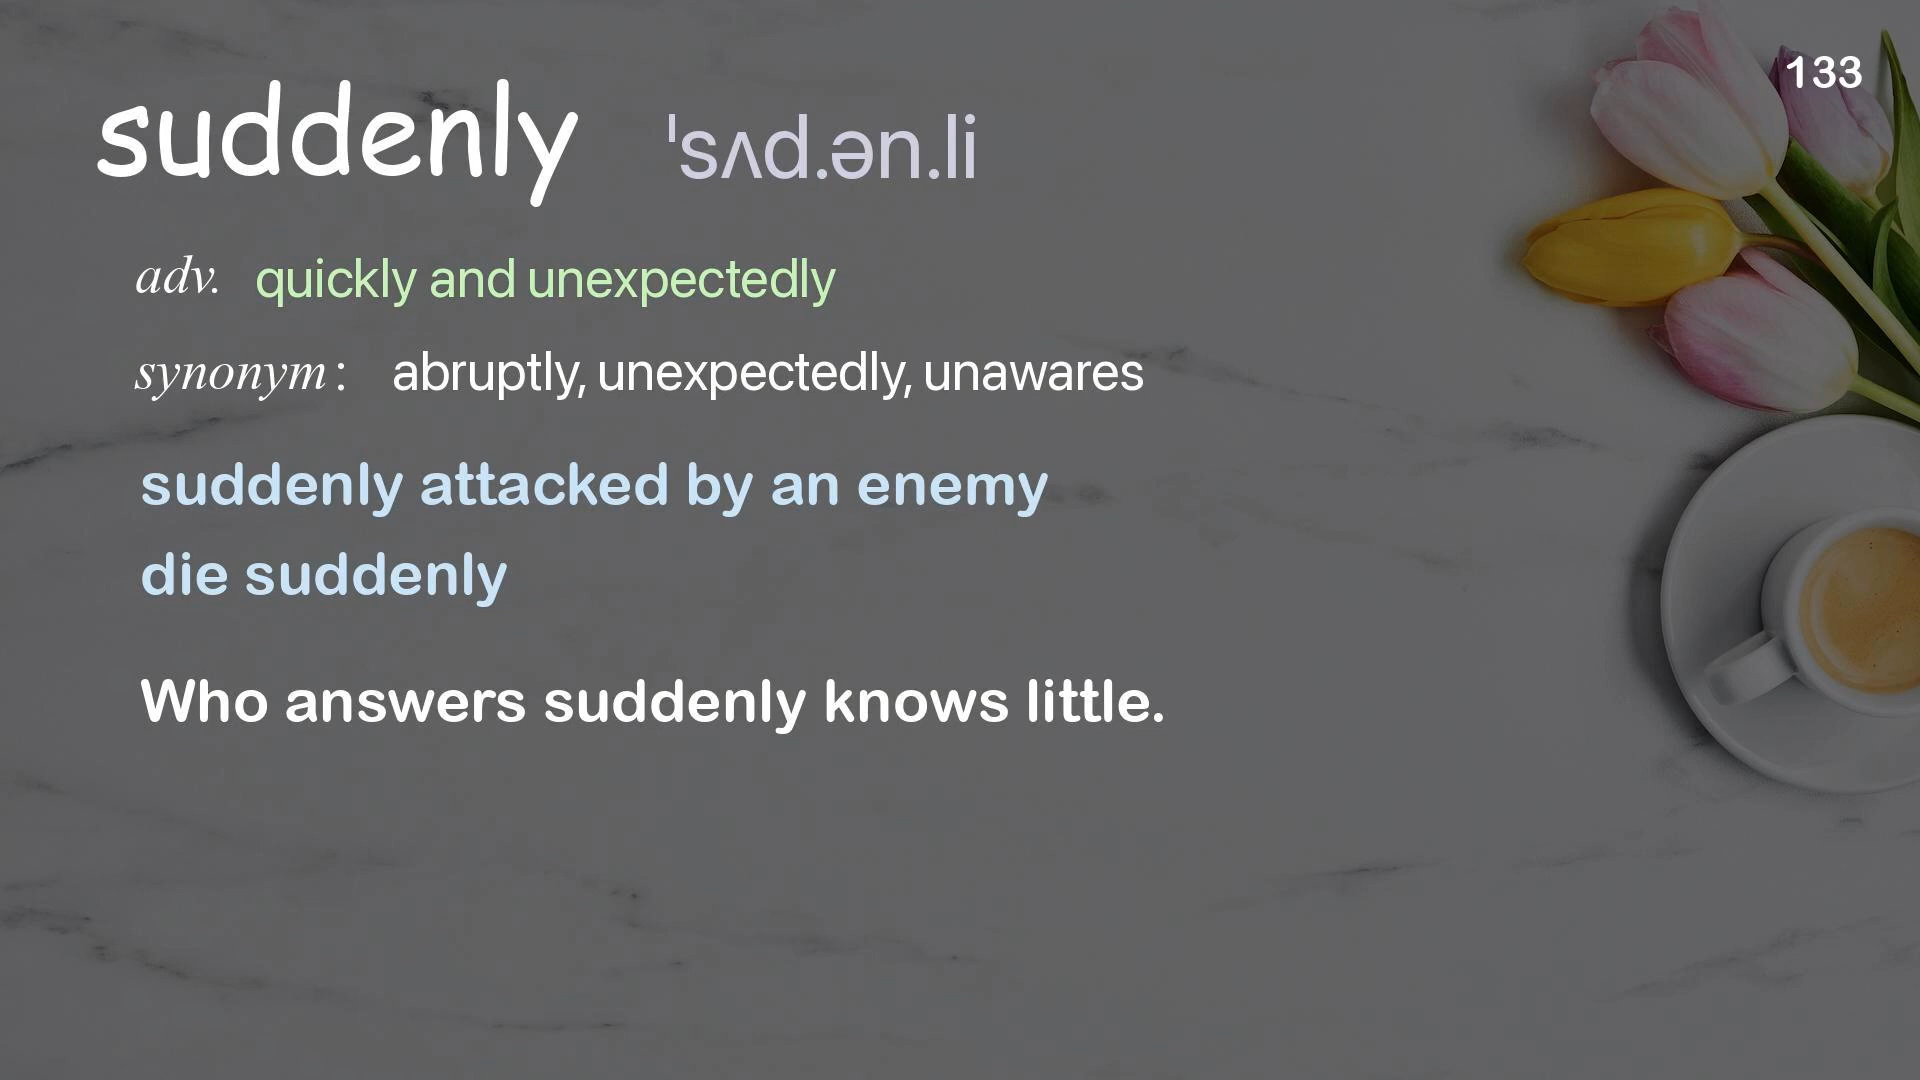 133
suddenly ˈsʌd.ən.li
adv. quickly and unexpectedly
synonym : abruptly, unexpectedly, unawares
suddenly attacked by an enemy
die suddenly
Who answers suddenly knows little.